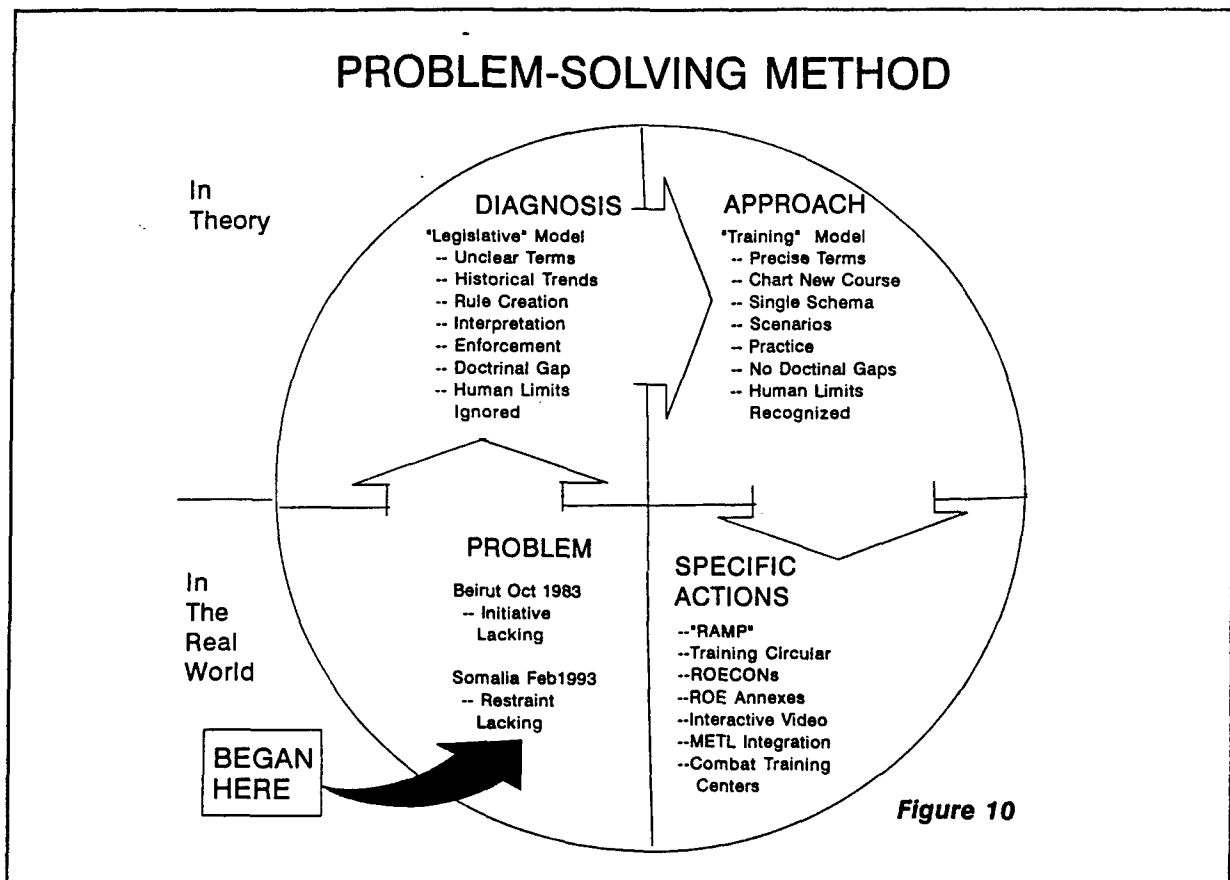 PROBLEM-SOLVING METHOD
In
Theory
DIAGNOSIS
"Legislative" Model
-- Unclear Terms
-- Historical Trends
-- Rule Creation
-- Interpretation
-- Enforcement
-- Doctrinal Gap
-- Human Limits
Ignored
APPROACH
"Training" Model
-- Precise Terms
-- Chart New Course
-- Single Schema
-- Scenarios
-- Practice
-- No Doctinal Gaps
-- Human Limits
Recognized
In
The
Real
World
PROBLEM
Beirut Oct 1983
-- Initiative
Lacking
Somalia Feb1993
-- Restraint
Lacking
BEGAN
HERE
SPECIFIC
ACTIONS
--"RAMP"
--Training Circular
--ROECONs
--ROE Annexes
--Interactive Video
--METL Integration
--Combat Training
Centers
Figure 10